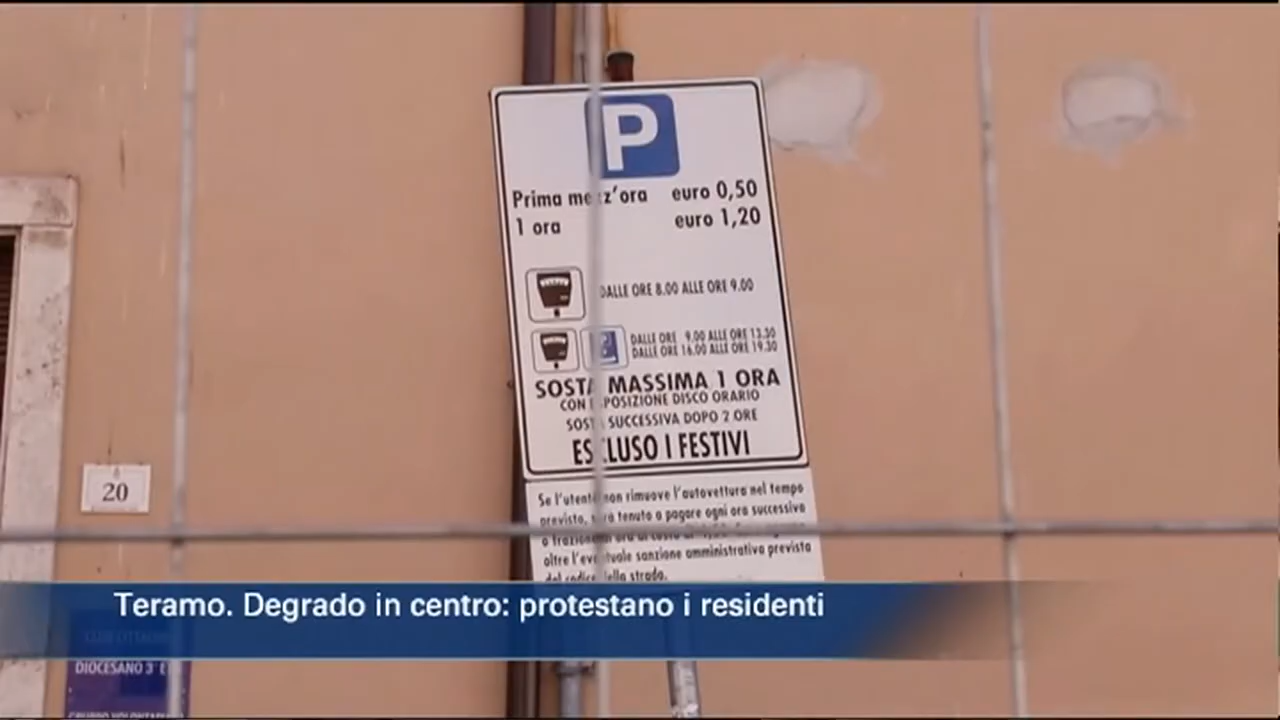 P
Prima mezz'ora euro 0,50
1 ora euro 1,20
DALLE ORE 8.00 ALLE ORE 9.00
DALLE ORE 9.00 ALLE ORE 13.30
DALLE ORE 16.00 ALLE ORE 19.30
SOSTA MASSIMA 1 ORA
CON ESPOSIZIONE DISCO ORARIO
SOSTA SUCCESSIVA DOPO 2 ORE
ESCLUSO I FESTIVI
Se l'utente non rimuove l'autovettura nel tempo
previsto, sarà tenuto a pagare ogni ora successiva
o frazione
oltre l'eventuale sanzione amministrativa prevista
dal codice della strada.
20
Teramo. Degrado in centro: protestano i residenti
DIOCESANO 3° E